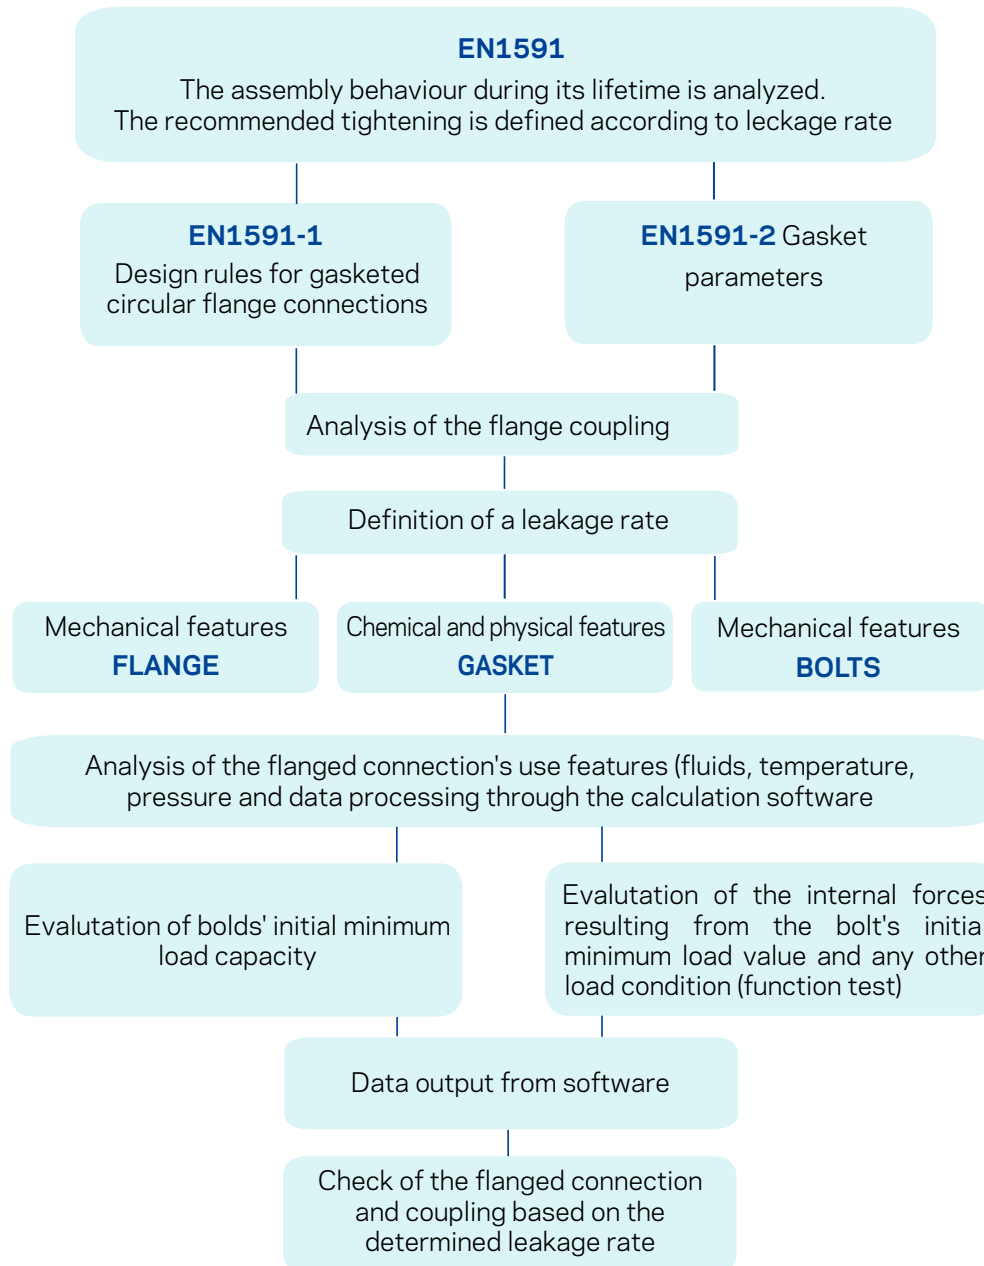 EN1591
The assembly behaviour during its lifetime is analyzed.
The recommended tightening is defined according to leckage rate
EN1591-1
Design rules for gasketed
circular flange connections
EN1591-2 Gasket
parameters
Analysis of the flange coupling
Definition of a leakage rate
Mechanical features
FLANGE
Chemical and physical features
GASKET
Mechanical features
BOLTS
Analysis of the flanged connection's use features (fluids, temperature,
pressure and data processing through the calculation software
Evalutation of bolds' initial minimum
load capacity
Evalutation of the internal forces
resulting from the bolt's initial
minimum load value and any other
load condition (function test)
Data output from software
Check of the flanged connection
and coupling based on the
determined leakage rate